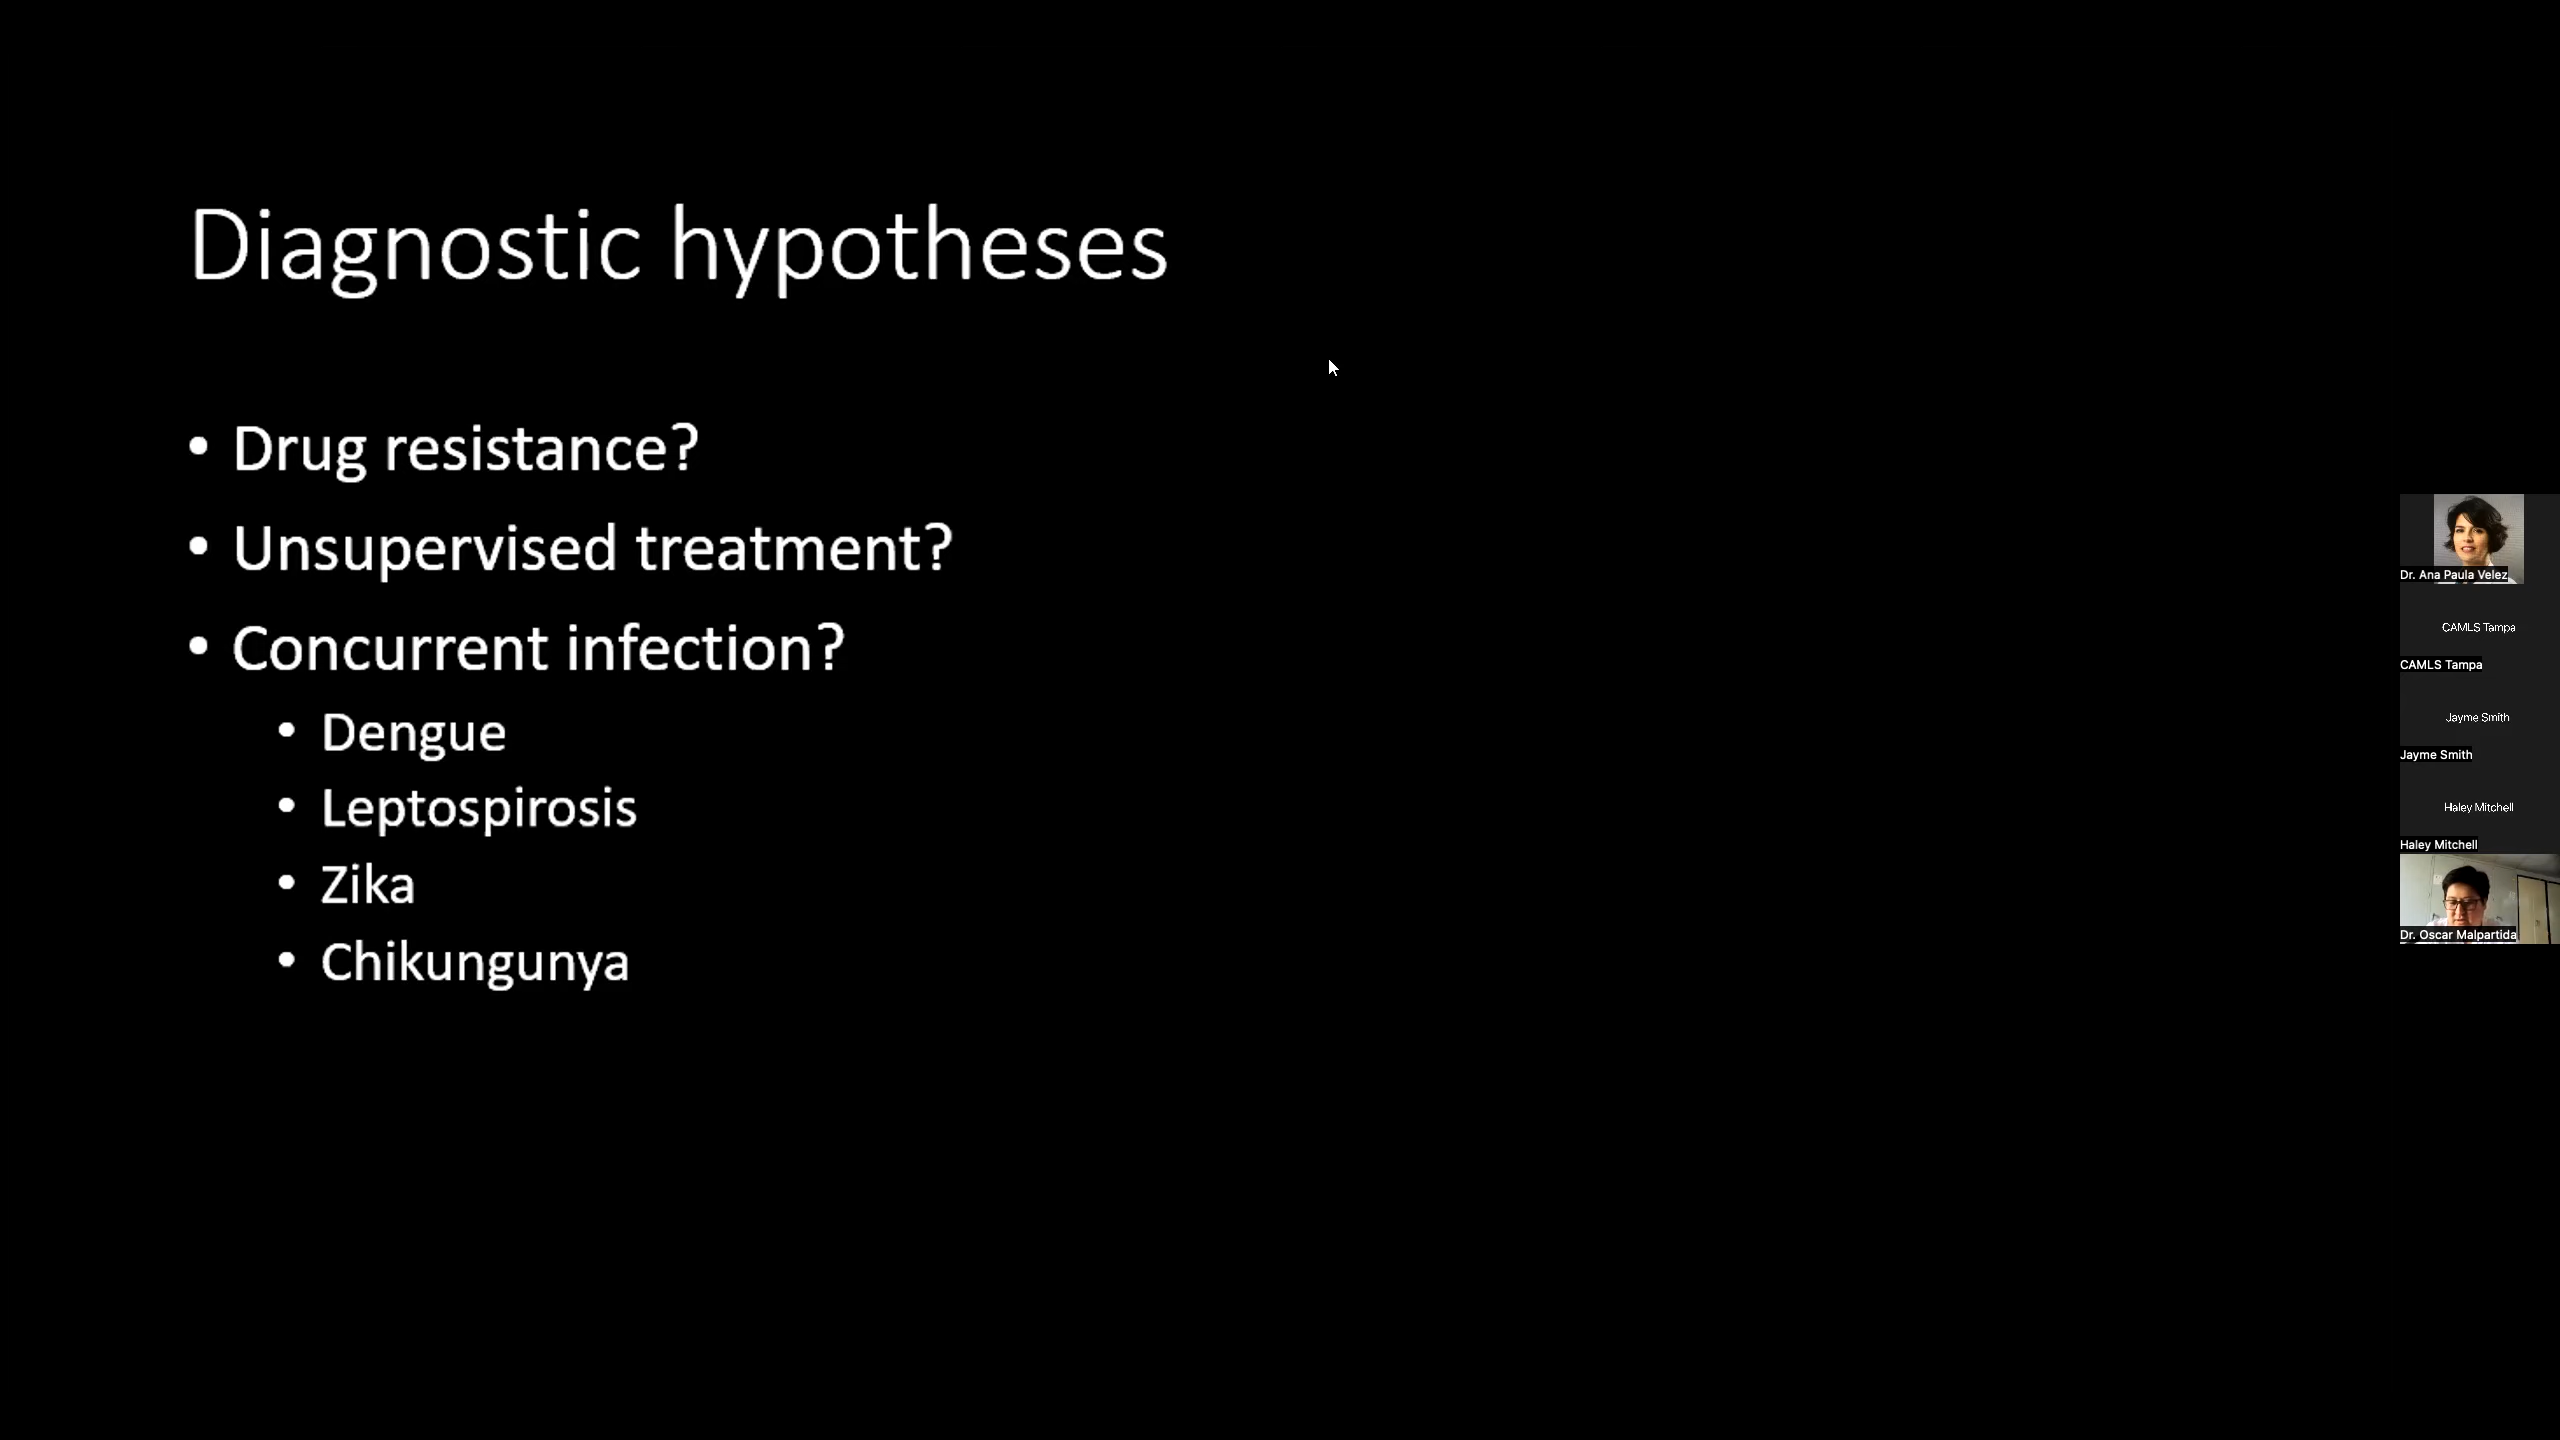 Diagnostic hypotheses
• Drug resistance?
• Unsupervised treatment?
• Concurrent infection?
• Dengue
• Leptospirosis
• Zika
• Chikungunya
Dr. Ana Paula Velez
CAMLS Tampa
CAMLS Tampa
Jayme Smith
Jayme Smith
Haley Mitchell
Haley Mitchell
Dr. Oscar Malpartida